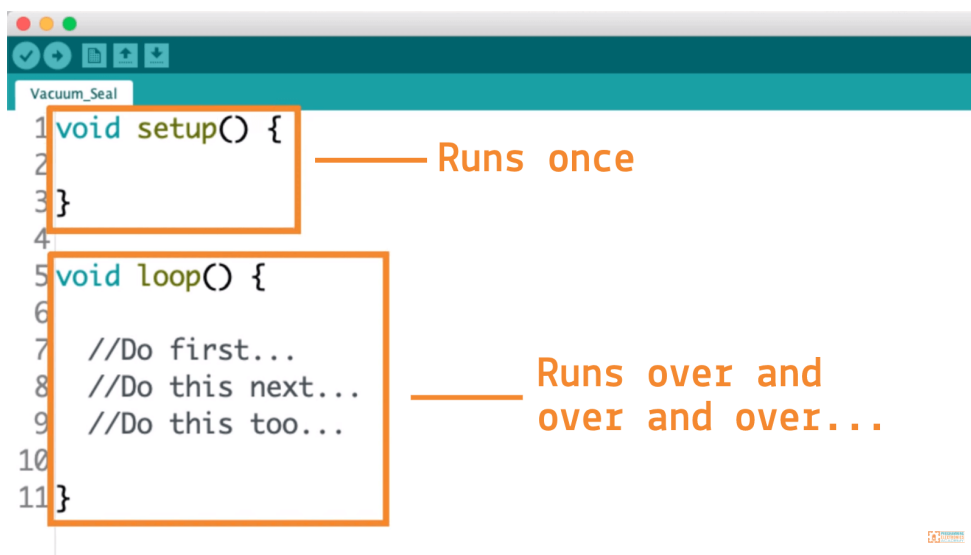 Vacuum_Seal
1 void setup() {
2
3 }
4
5 void loop() {
6
7 //Do first...
8 //Do this next...
9 //Do this too...
10
11 }
Runs once
Runs over and
over and over...